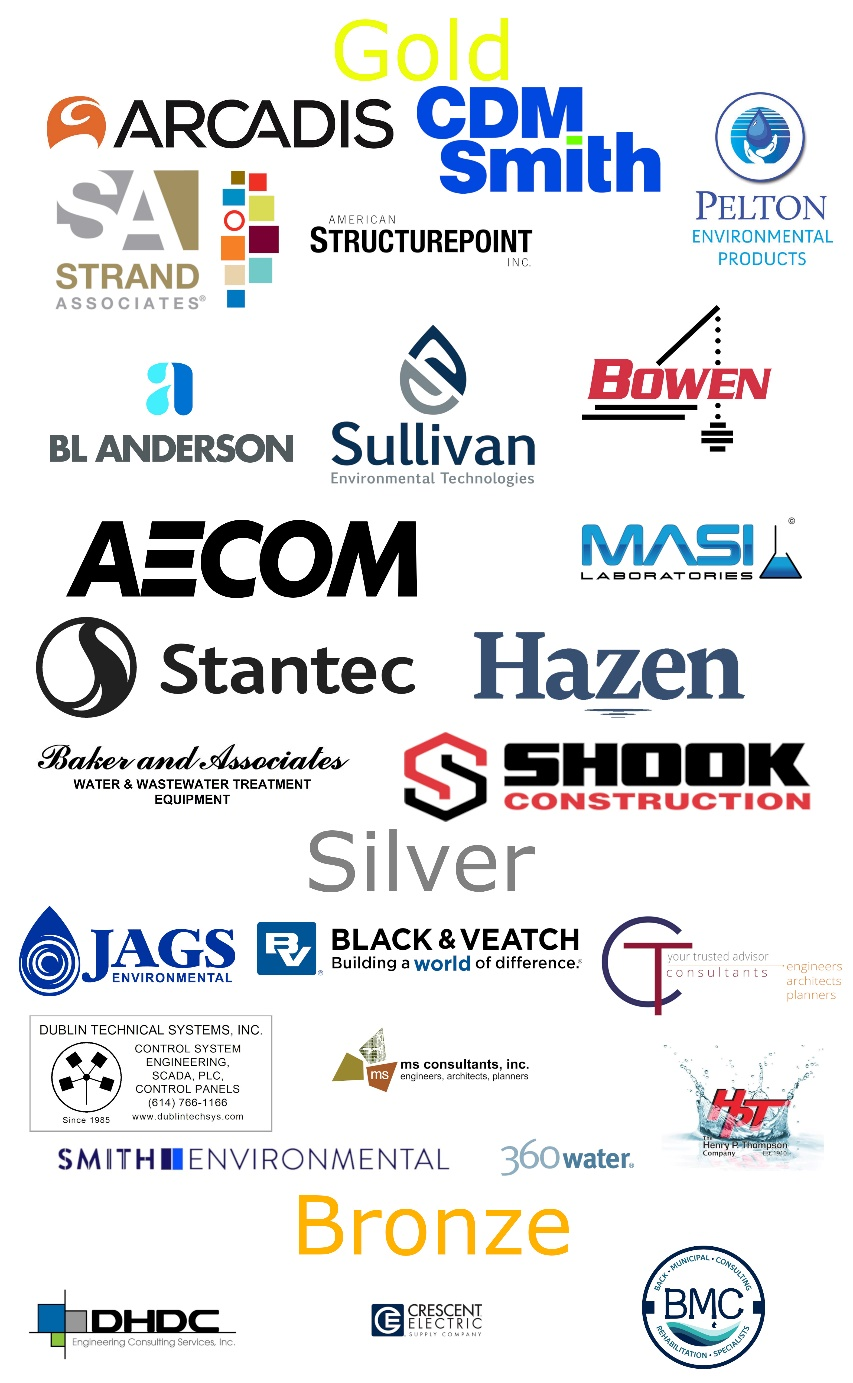 Gold
ARCADIS
CDM
Smith
PELTON
ENVIRONMENTAL
PRODUCTS
SA
STRAND
ASSOCIATES®
AMERICAN
STRUCTUREPOINT
INC.
a
BL ANDERSON
Sullivan
Environmental Technologies
BOWEN
AECOM
MASI
LABORATORIES
©
Stantec
Hazen
Baker and Associates
WATER & WASTEWATER TREATMENT
EQUIPMENT
SHOOK
CONSTRUCTION
Silver
JAGS
ENVIRONMENTAL
BV®
BLACK & VEATCH
Building a world of difference.®
CT
your trusted advisor
consultants
engineers
architects
planners
DUBLIN TECHNICAL SYSTEMS, INC.
CONTROL SYSTEM
ENGINEERING,
SCADA, PLC,
CONTROL PANELS
(614) 766-1166
www.dublintechsys.com
Since 1985
ms
ms consultants, inc.
engineers, architects, planners
HPT
The
Henry P. Thompson
Company
SMITH ENVIRONMENTAL
360water®
Bronze
DHDC
Engineering Consulting Services, Inc.
CE
CRESCENT
ELECTRIC
SUPPLY COMPANY
BACK • MUNICIPAL • CONSULTING
BMC
REHABILITATION • SPECIALISTS